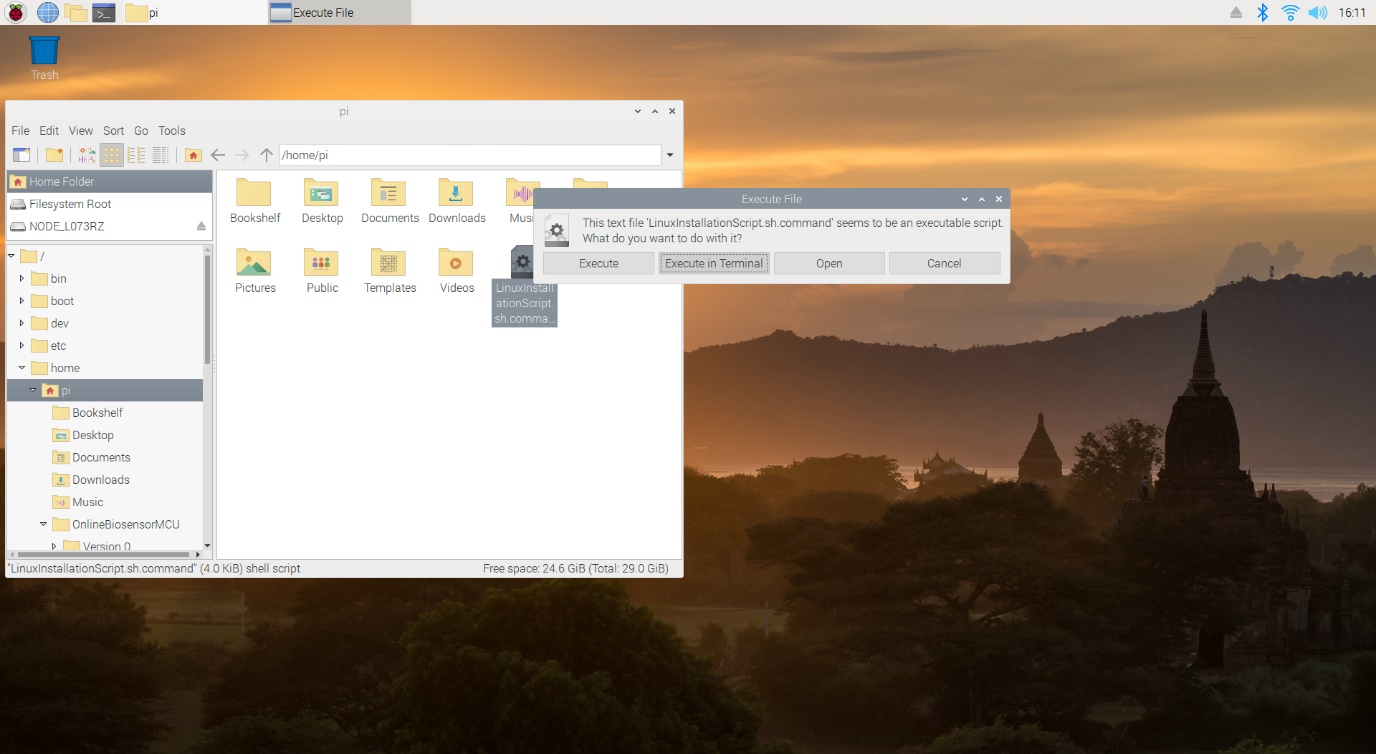 pi
Execute File
16:11
Trash
pi
File Edit View Sort Go Tools
/home/pi
Home Folder
Filesystem Root
NODE_L073RZ
/
bin
boot
dev
etc
home
pi
Bookshelf
Desktop
Documents
Downloads
Music
OnlineBiosensorMCU
Version 0
Bookshelf Desktop Documents Downloads
Pictures Public Templates Videos
LinuxInstall
ationScript.
sh.comma...
"LinuxInstallationScript.sh.command" (4.0 KiB) shell script
Free space: 24.6 GiB (Total: 29.0 GiB)
Execute File
This text file 'LinuxInstallationScript.sh.command' seems to be an executable script.
What do you want to do with it?
Execute Execute in Terminal Open Cancel